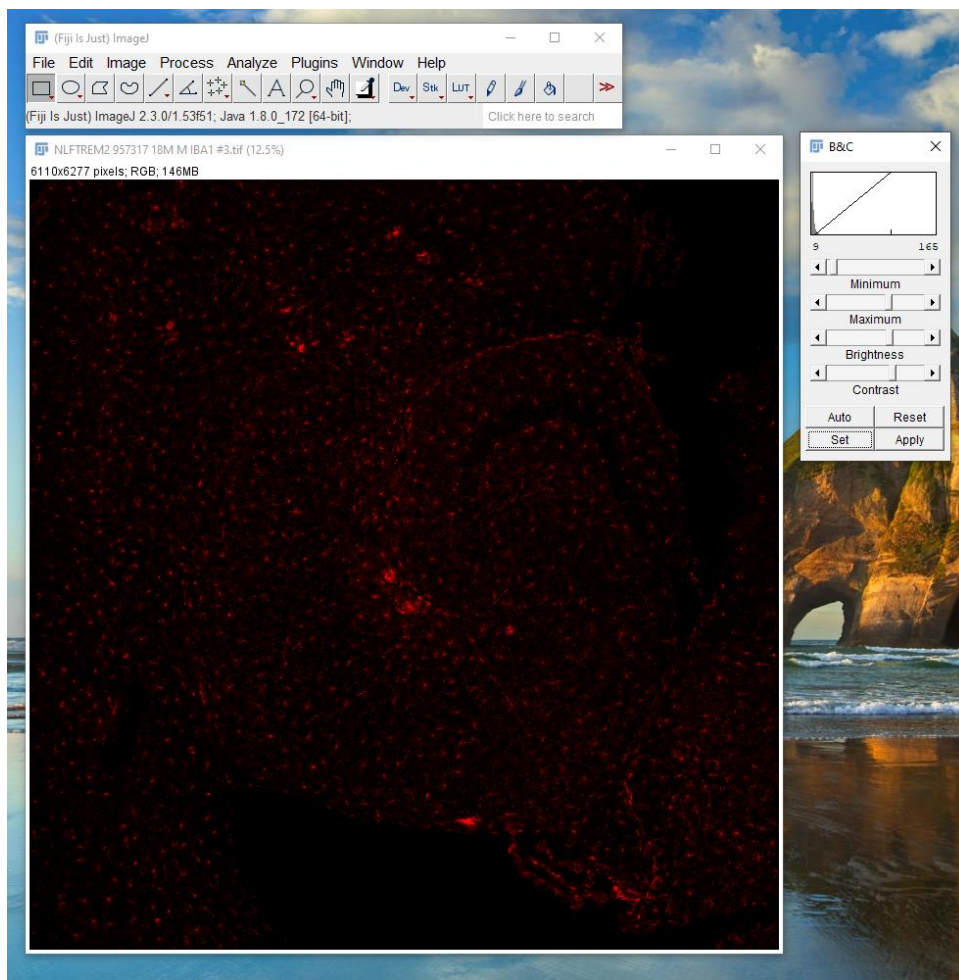 (Fiji Is Just) ImageJ
File Edit Image Process Analyze Plugins Window Help
Dev Stk LUT
(Fiji Is Just) ImageJ 2.3.0/1.53f51; Java 1.8.0_172 [64-bit];
Click here to search
NLFTREM2 957317 18M M IBA1 #3.tif (12.5%)
6110x6277 pixels; RGB; 146MB
B&C
9 165
Minimum
Maximum
Brightness
Contrast
Auto Reset
Set Apply